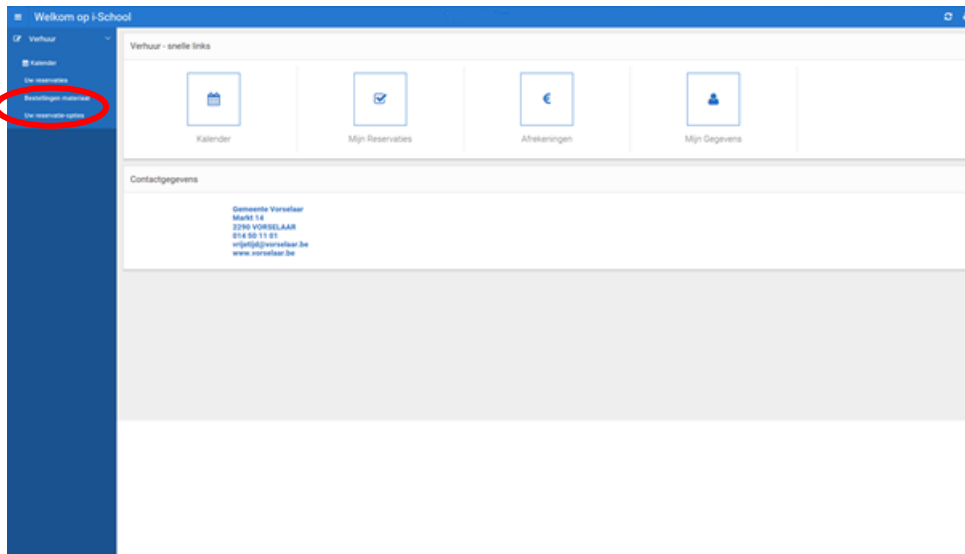 Welkom op i-School
Verhuur
Kalender
Uw reservaties
Bestellingen materiaal
Uw reservatie-opties
Verhuur - snelle links
Kalender
Mijn Reservaties
Afrekeningen
Mijn Gegevens
Contactgegevens
Gemeente Vorselaar
Markt 14
2290 VORSELAAR
014 50 11 01
vrijetijd@vorselaar.be
www.vorselaar.be